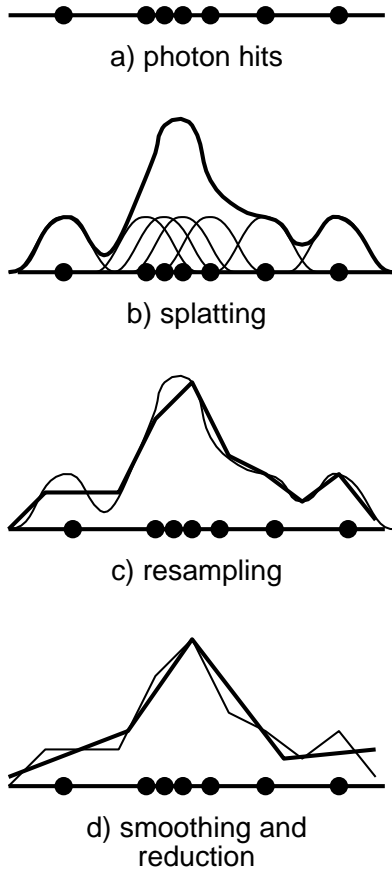 a) photon hits
b) splatting
c) resampling
d) smoothing and
reduction